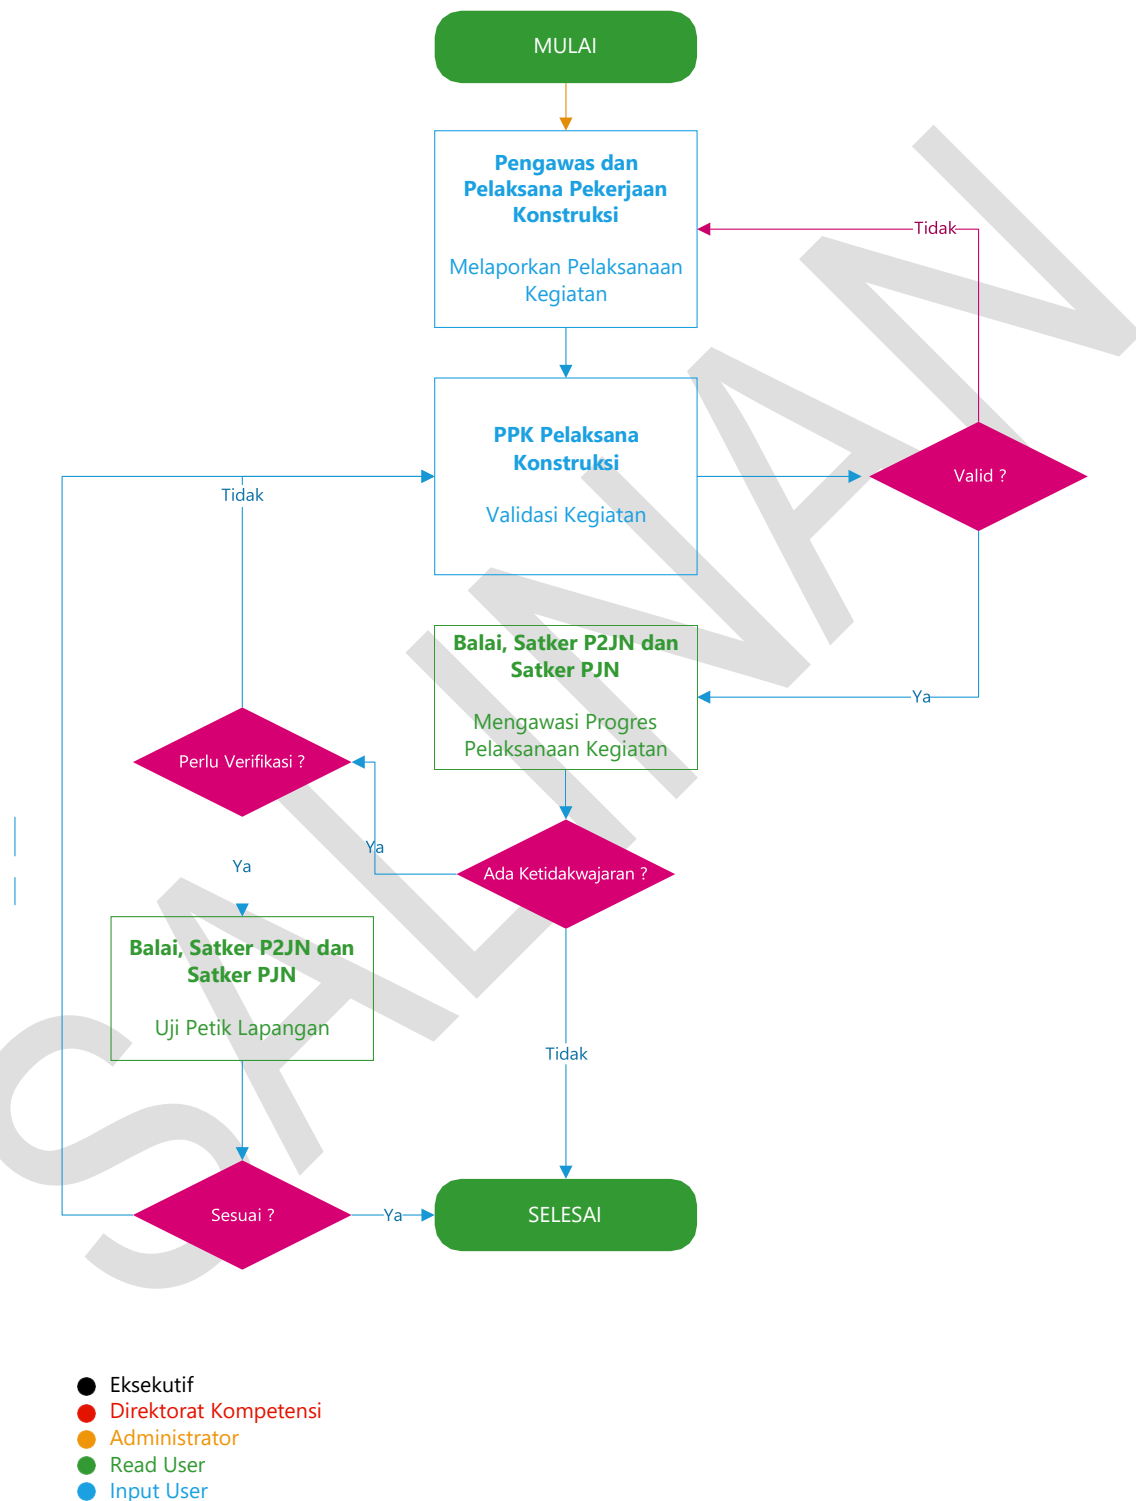 MULAI
Pengawas dan
Pelaksana Pekerjaan
Konstruksi
Melaporkan Pelaksanaan
Kegiatan
Tidak
PPK Pelaksana
Konstruksi
Validasi Kegiatan
Valid ?
Tidak
Balai, Satker P2JN dan
Satker PJN
Mengawasi Progres
Pelaksanaan Kegiatan
Ya
Perlu Verifikasi ?
Ya
Ada Ketidakwajaran ?
Ya
Balai, Satker P2JN dan
Satker PJN
Uji Petik Lapangan
Tidak
Sesuai ?
Ya
SELESAI
SALINAN
Eksekutif
Direktorat Kompetensi
Administrator
Read User
Input User